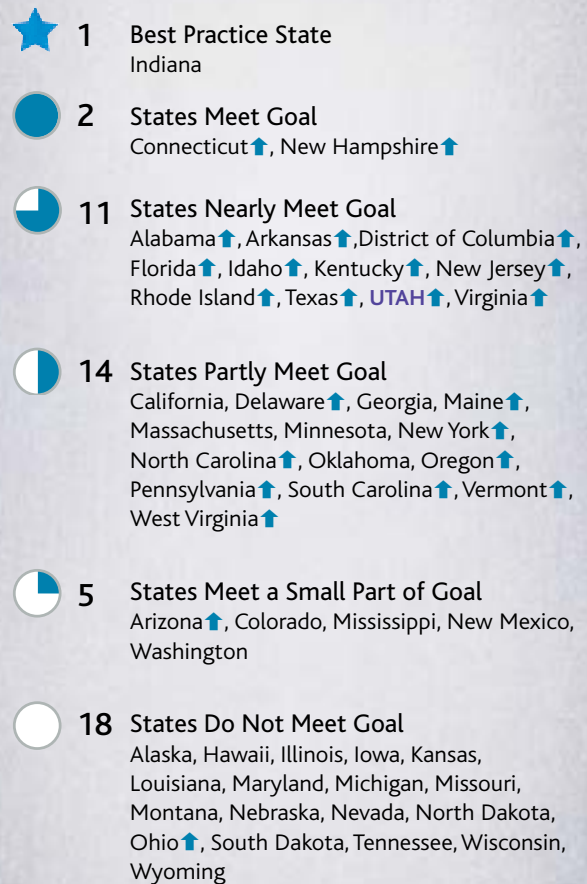 1 Best Practice State
Indiana
2 States Meet Goal
Connecticut⬆, New Hampshire⬆
11 States Nearly Meet Goal
Alabama⬆, Arkansas⬆,District of Columbia⬆,
Florida⬆, Idaho⬆, Kentucky⬆, New Jersey⬆,
Rhode Island⬆, Texas⬆, UTAH⬆, Virginia⬆
14 States Partly Meet Goal
California, Delaware⬆, Georgia, Maine⬆,
Massachusetts, Minnesota, New York⬆,
North Carolina⬆, Oklahoma, Oregon⬆,
Pennsylvania⬆, South Carolina⬆, Vermont⬆,
West Virginia⬆
5 States Meet a Small Part of Goal
Arizona⬆, Colorado, Mississippi, New Mexico,
Washington
18 States Do Not Meet Goal
Alaska, Hawaii, Illinois, Iowa, Kansas,
Louisiana, Maryland, Michigan, Missouri,
Montana, Nebraska, Nevada, North Dakota,
Ohio⬆, South Dakota, Tennessee, Wisconsin,
Wyoming